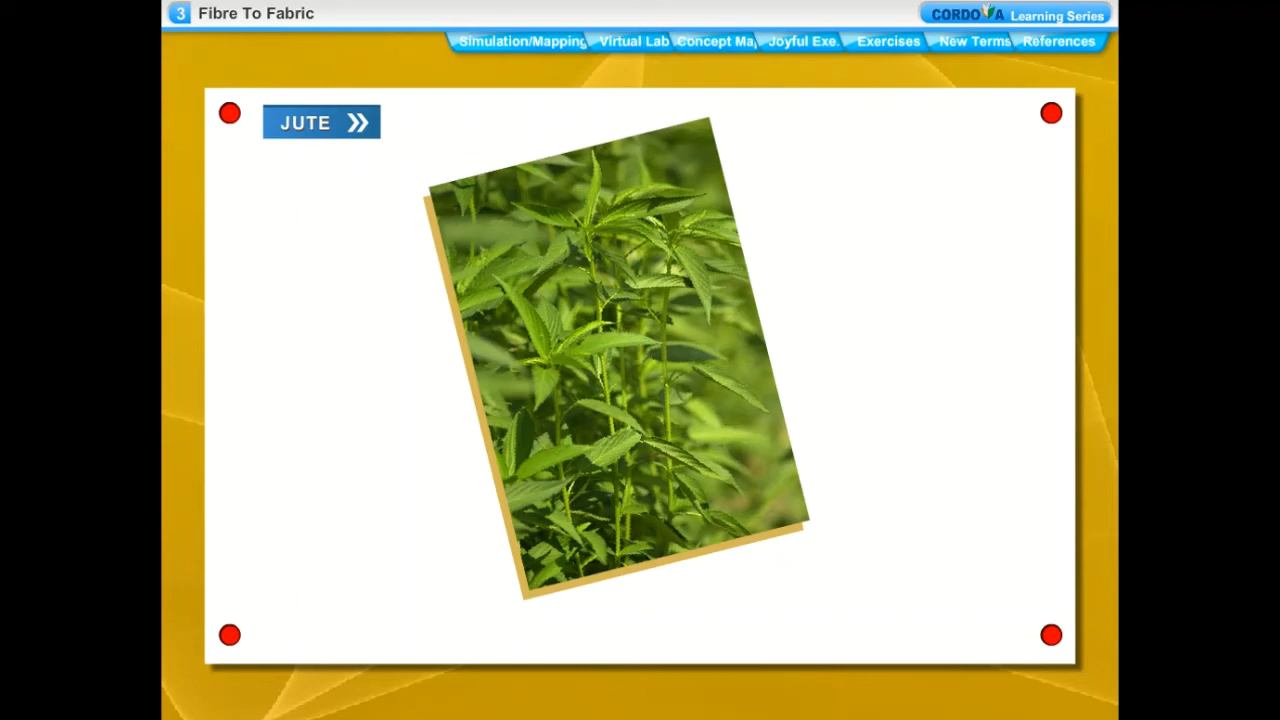 3 Fibre To Fabric
CORDOVA Learning Series
Simulation/Mapping Virtual Lab Concept Ma Joyful Exe. Exercises New Terms References
JUTE